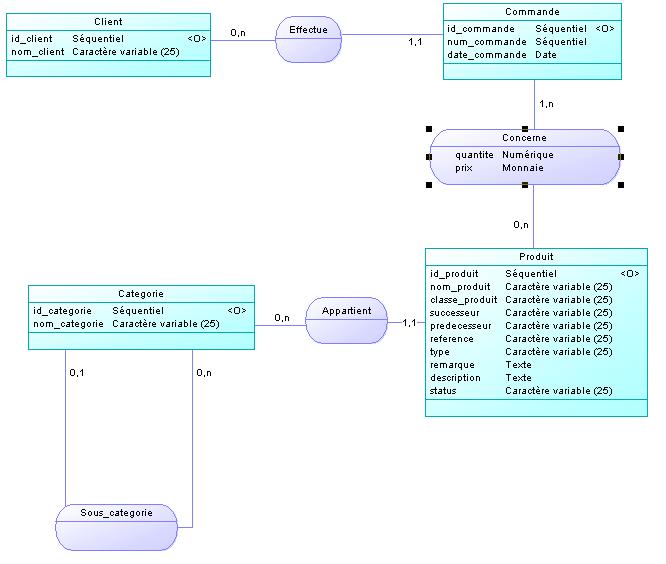 Client
id_client Séquentiel <O>
nom_client Caractère variable (25)
0,n
Effectue
1,1
Commande
id_commande Séquentiel <O>
num_commande Séquentiel
date_commande Date
1,n
Concerne
quantite Numérique
prix Monnaie
0,n
Produit
id_produit Séquentiel <O>
nom_produit Caractère variable (25)
classe_produit Caractère variable (25)
successeur Caractère variable (25)
predecesseur Caractère variable (25)
reference Caractère variable (25)
type Caractère variable (25)
remarque Texte
description Texte
status Caractère variable (25)
Categorie
id_categorie Séquentiel <O>
nom_categorie Caractère variable (25)
0,n
Appartient
1,1
0,1
0,n
Sous_categorie